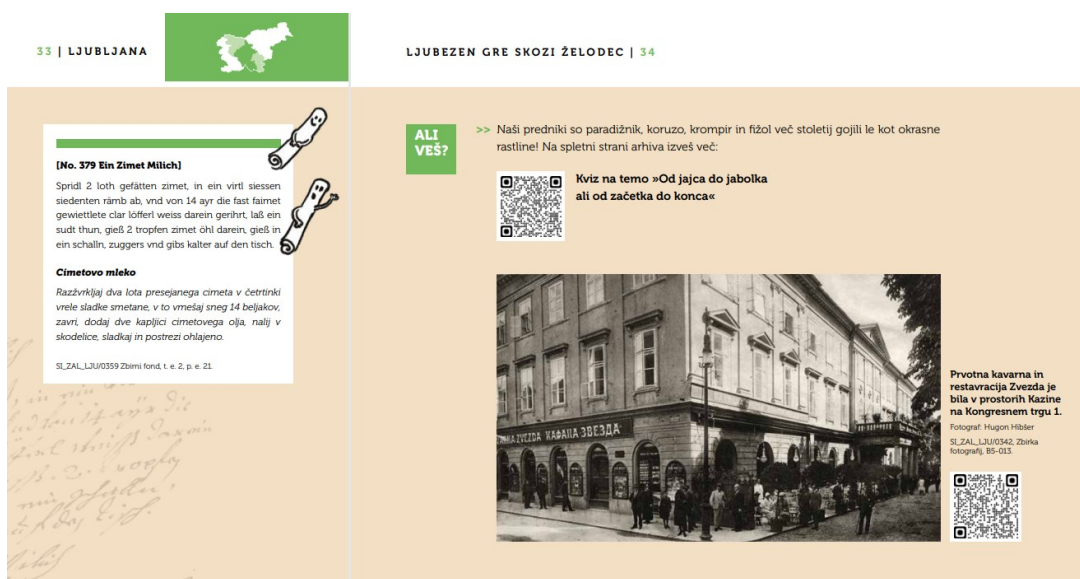 33 | LJUBLJANA
[No. 379 Ein Zimet Milich]
Spridl 2 loth gefätten zimet, in ein virtl siessen
siedenten rämb ab, vnd von 14 ayr die fast faimet
gewiettlete clar löfferl weiss darein gerihrt, laß ein
sudt thun, gieß 2 tropfen zimet öhl darein, gieß in
ein schalln, zuggers vnd gibs kalter auf den tisch.
Cimetovo mleko
Razžvrkljaj dva lota presejanega cimeta v četrtinki
vrele sladke smetane, v to vmešaj sneg 14 beljakov,
zavri, dodaj dve kapljici cimetovega olja, nalij v
skodelice, sladkaj in postrezi ohlajeno.
SI_ZAL_LJU/0359 Zbirni fond, t. e. 2, p. e. 21.
LJUBEZEN GRE SKOZI ŽELODEC | 34
ALI
VEŠ?
>> Naši predniki so paradižnik, koruzo, krompir in fižol več stoletij gojili le kot okrasne
rastline! Na spletni strani arhiva izveš več:
Kviz na temo »Od jajca do jabolka
ali od začetka do konca«
ZVEZDA КАФАНА ЗВЕЗДА
Prvotna kavarna in
restavracija Zvezda je
bila v prostorih Kazine
na Kongresnem trgu 1.
Fotograf: Hugon Hibšer
SI_ZAL_LJU/0342, Zbirka
fotografij, B5-013.